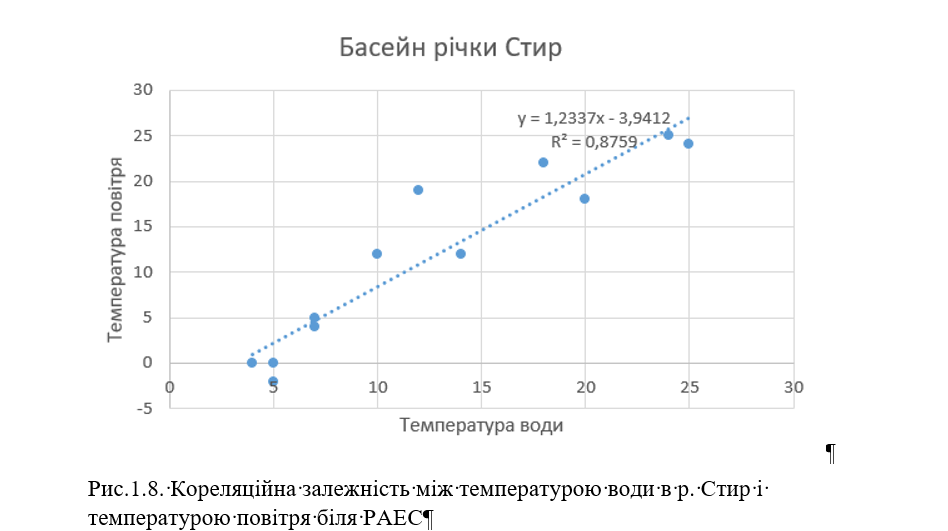 Басейн річки Стир
30
y = 1,2337x - 3,9412
R² = 0,8759
25
20
15
10
5
0
-5
0 5 10 15 20 25 30
Температура повітря
Температура води
¶
Рис.1.8.·Кореляційна·залежність·між·температурою·води·в·р.·Стир·і·
температурою·повітря·біля·РАЕС¶